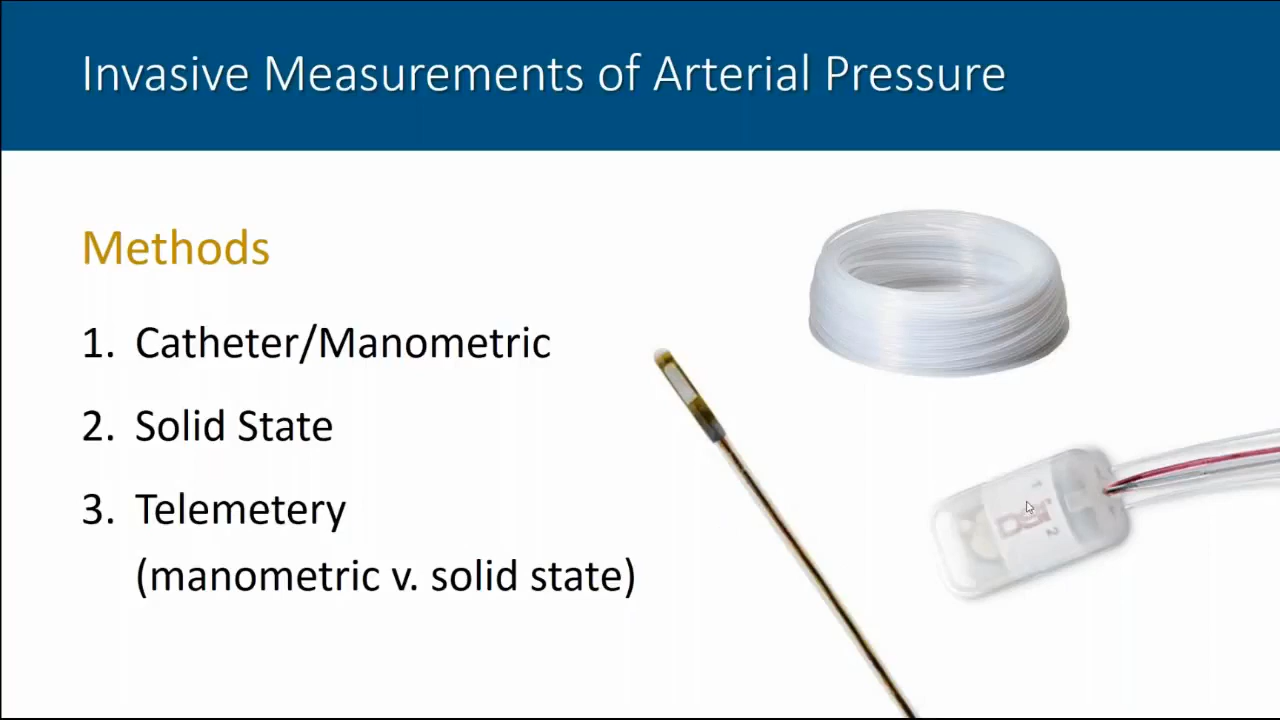 Invasive Measurements of Arterial Pressure
Methods
1. Catheter/Manometric
2. Solid State
3. Telemetery
(manometric v. solid state)